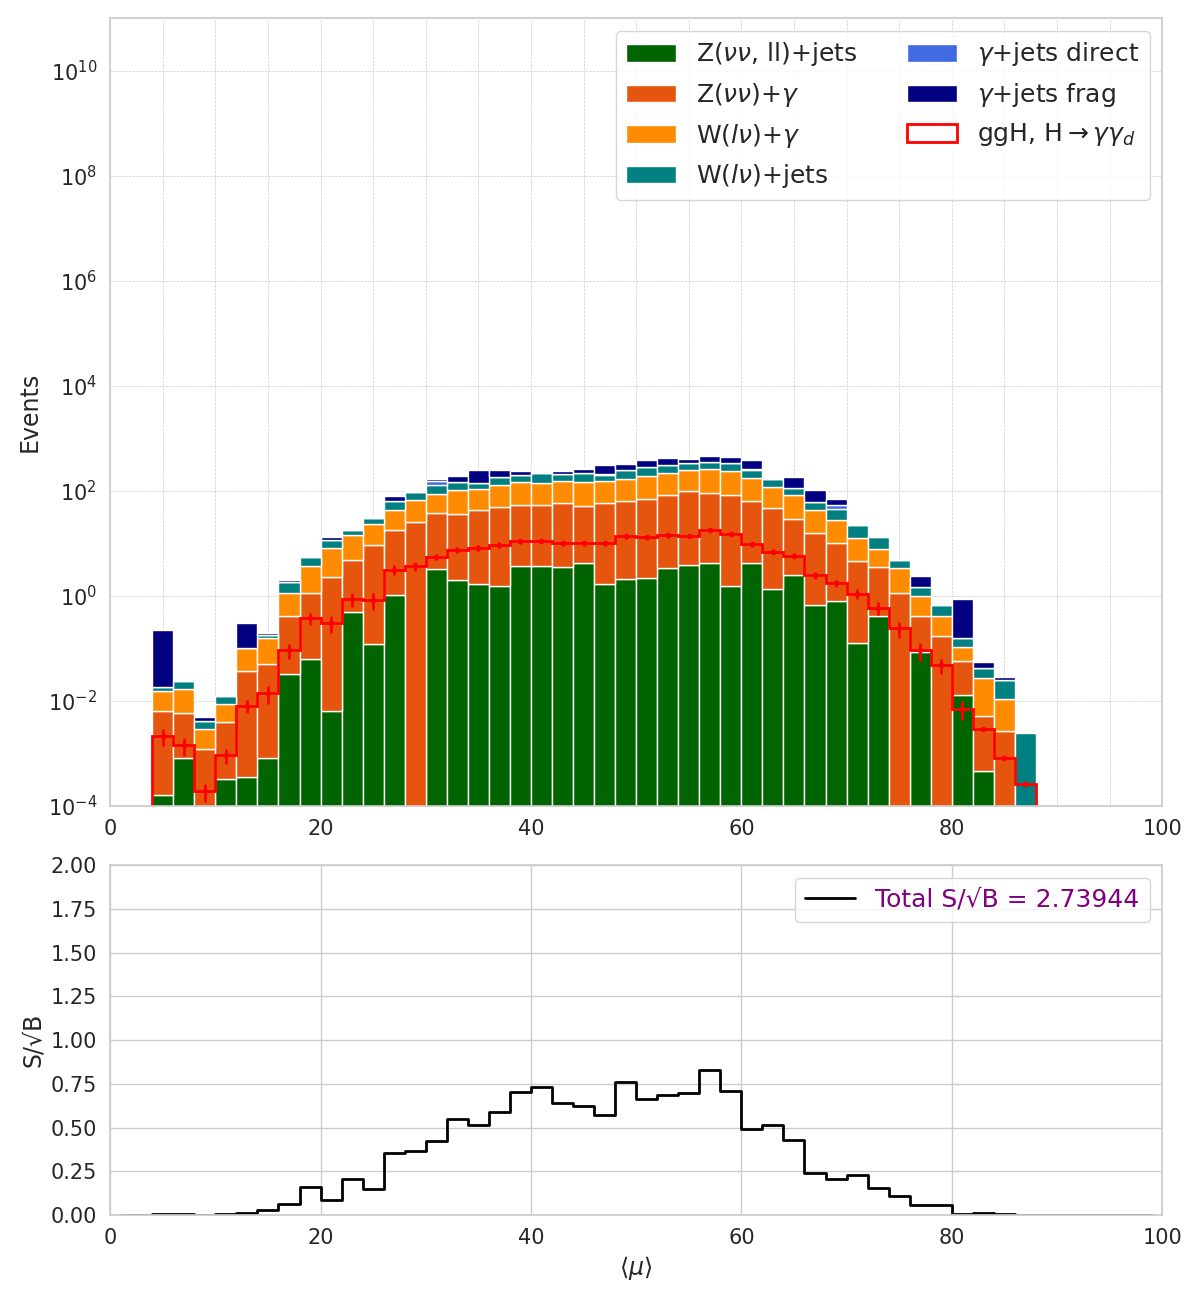 Z(νν, ll)+jets
Z(νν)+γ
W(lν)+γ
W(lν)+jets
γ+jets direct
γ+jets frag
ggH, H→γγ_d
Events
10^10
10^8
10^6
10^4
10^2
10^0
10^−2
10^−4
0 20 40 60 80 100
Total S/√B = 2.73944
S/√B
2.00
1.75
1.50
1.25
1.00
0.75
0.50
0.25
0.00
0 20 40 60 80 100
⟨μ⟩